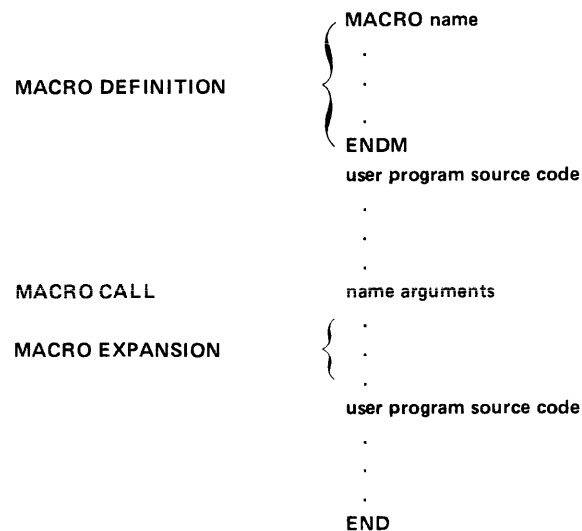 MACRO name
.
.
MACRO DEFINITION
.
ENDM
user program source code
.
.
.
MACRO CALL name arguments
.
MACRO EXPANSION .
.
user program source code
.
.
.
END